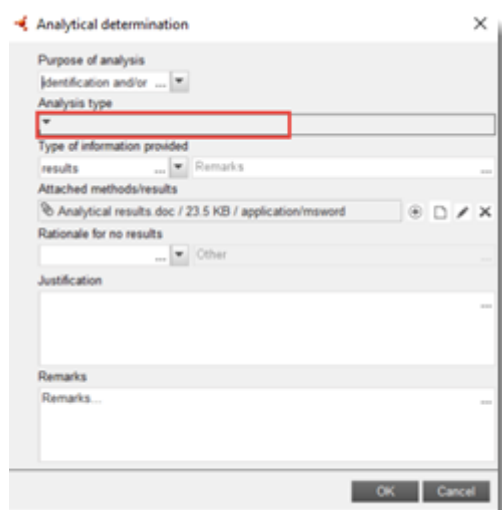 Analytical determination
Purpose of analysis
identification and/or ...
Analysis type
Type of information provided
results ... Remarks ...
Attached methods/results
Analytical results.doc / 23.5 KB / application/msword
Rationale for no results
... Other ...
Justification
...
Remarks
Remarks... ...
OK Cancel